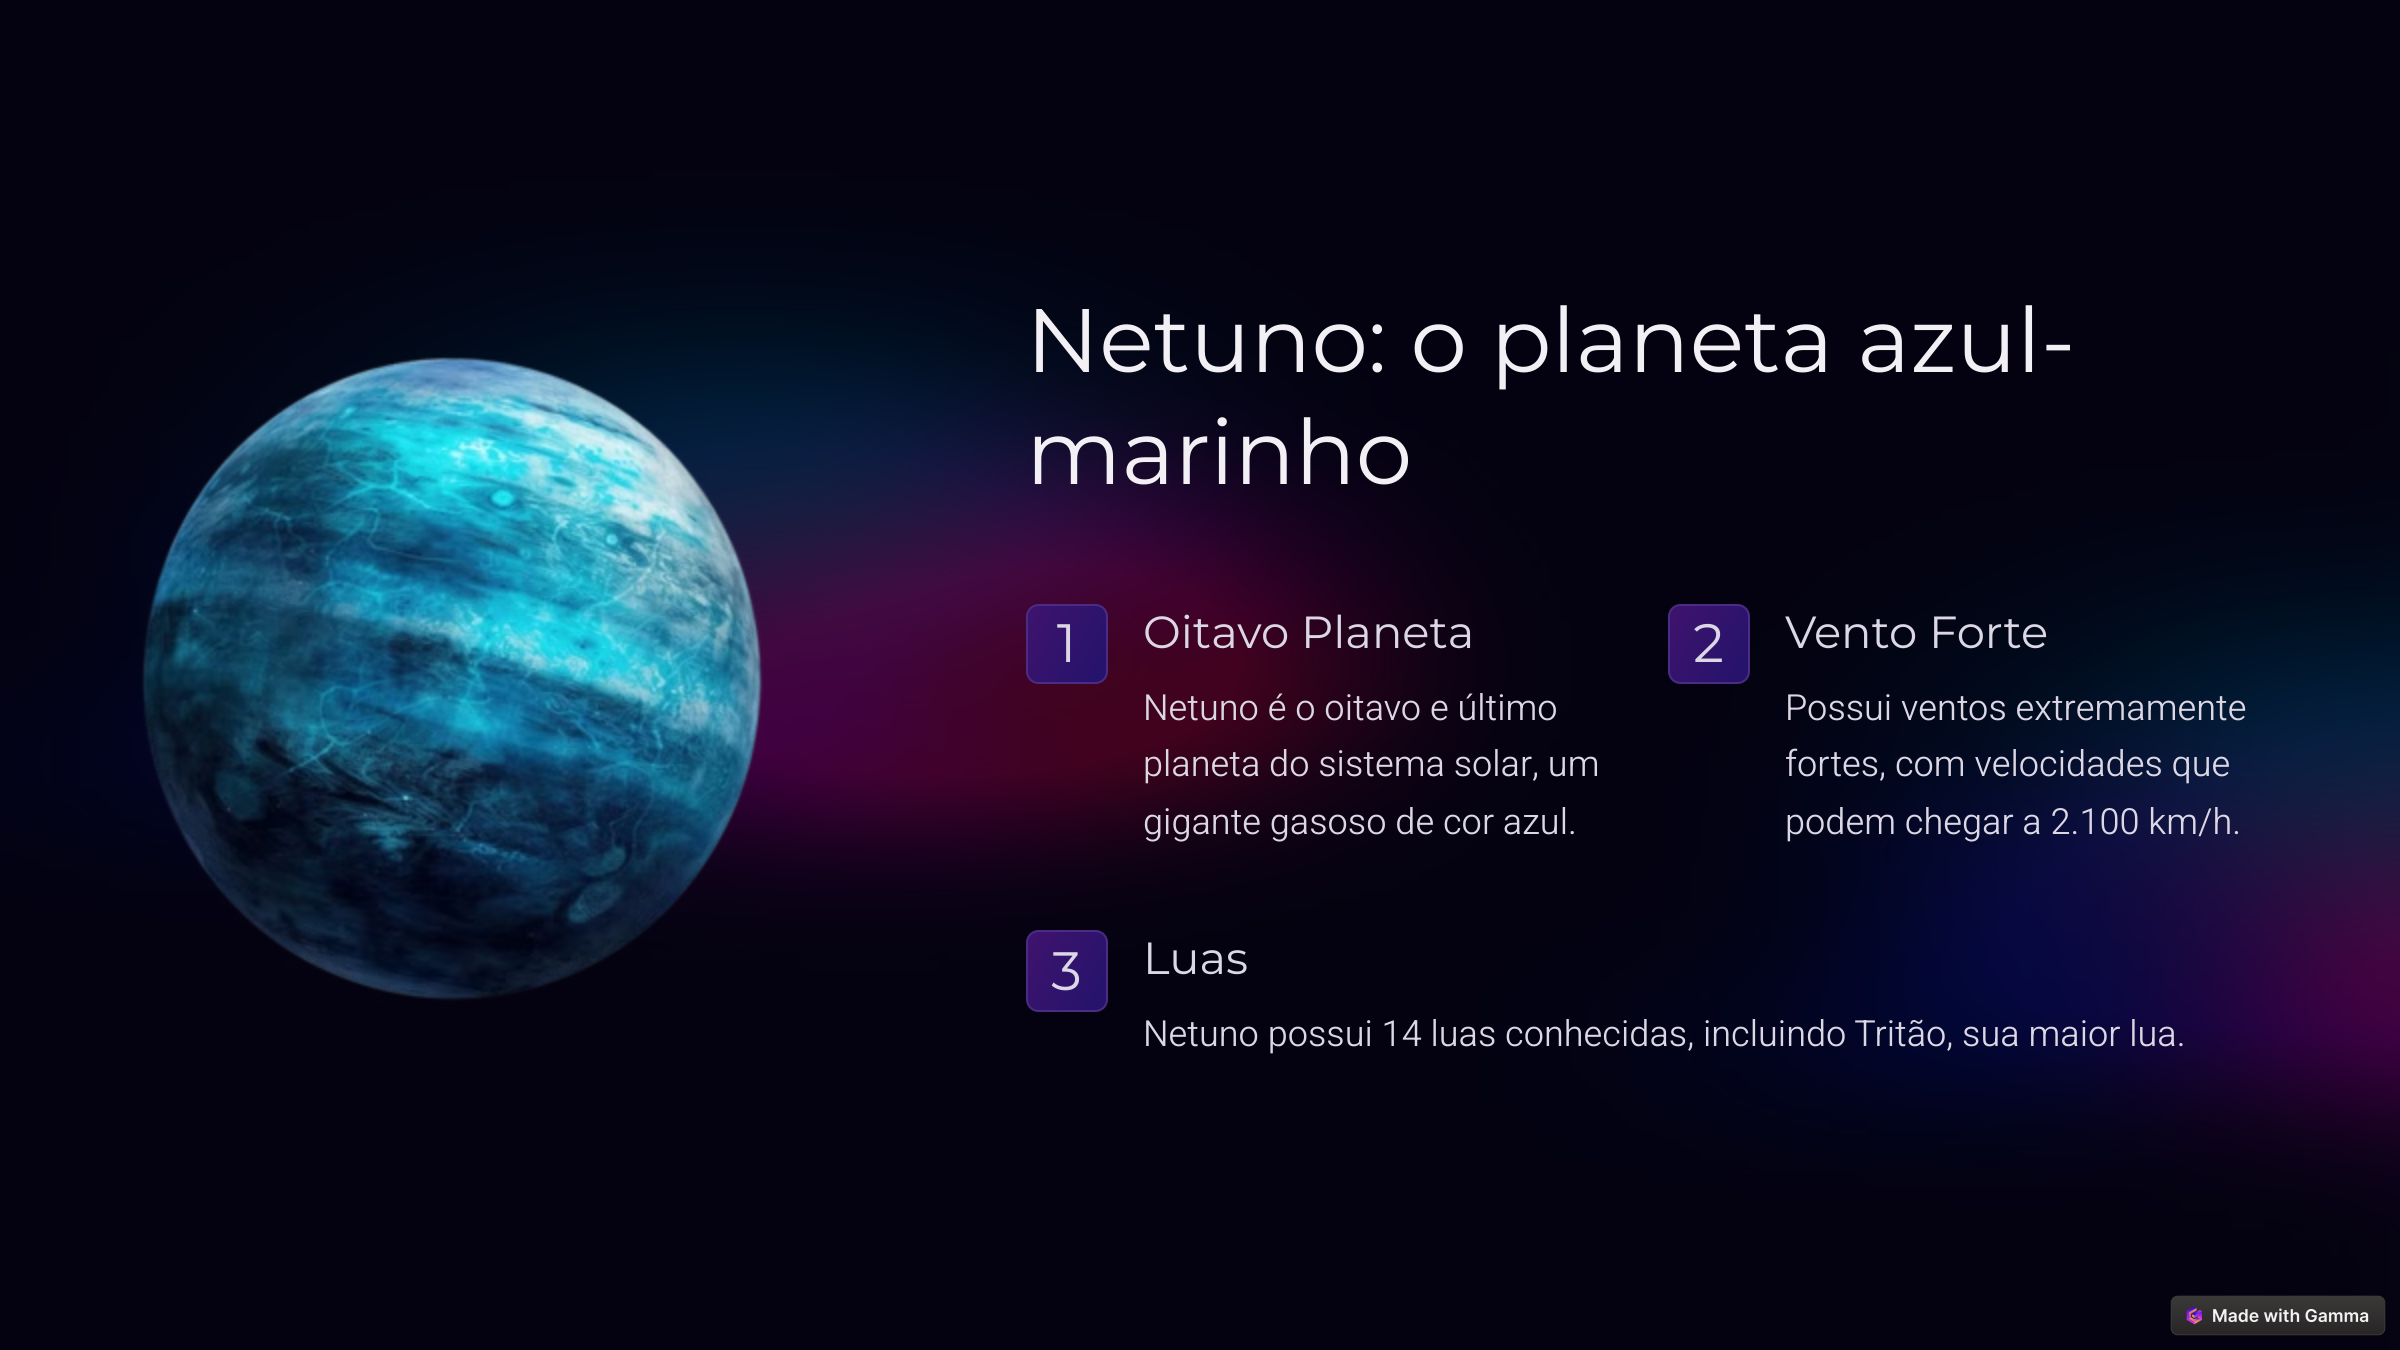 Netuno: o planeta azul-
marinho
1
Oitavo Planeta
Netuno é o oitavo e último
planeta do sistema solar, um
gigante gasoso de cor azul.
2
Vento Forte
Possui ventos extremamente
fortes, com velocidades que
podem chegar a 2.100 km/h.
3
Luas
Netuno possui 14 luas conhecidas, incluindo Tritão, sua maior lua.
Made with Gamma